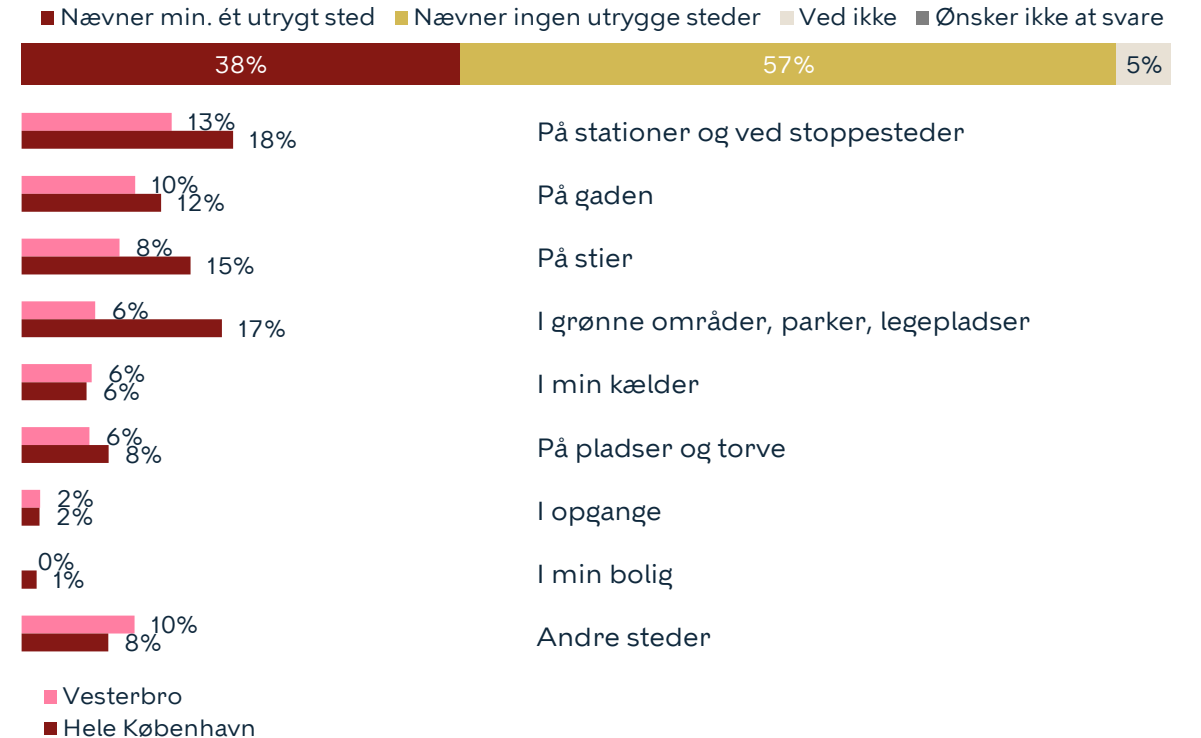 Nævner min. ét utrygt sted Nævner ingen utrygge steder Ved ikke Ønsker ikke at svare
38% 57% 5%
13%
18% På stationer og ved stoppesteder
10%
12% På gaden
8%
15% På stier
6%
17% I grønne områder, parker, legepladser
6%
6% I min kælder
6%
8% På pladser og torve
2%
2% I opgange
0%
1% I min bolig
10%
8% Andre steder
Vesterbro
Hele København